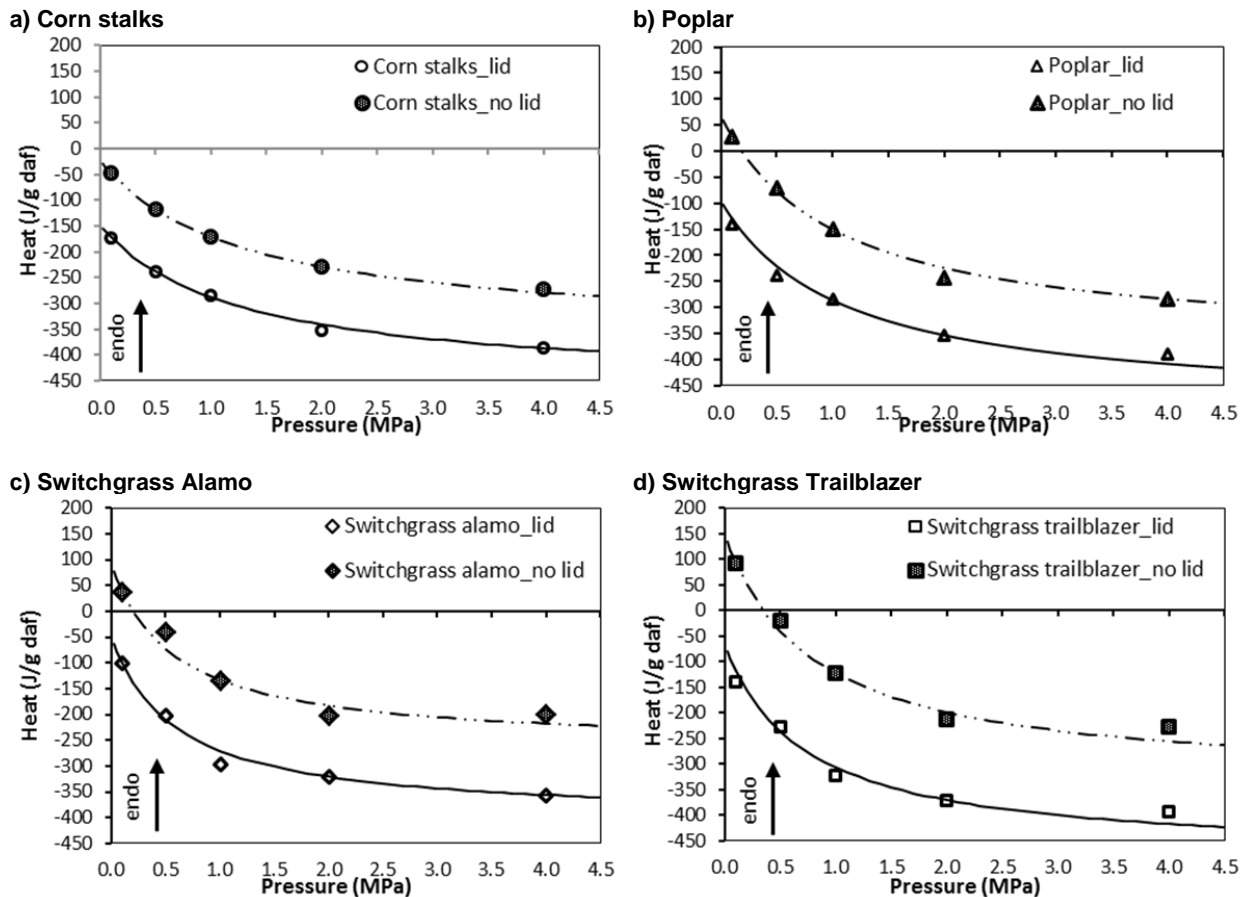 a) Corn stalks
200
150
100
50
0
-50
-100
-150
-200
-250
-300
-350
-400
-450
Heat (J/g daf)
Corn stalks_lid
Corn stalks_no lid
endo
0.0 0.5 1.0 1.5 2.0 2.5 3.0 3.5 4.0 4.5
Pressure (MPa)
b) Poplar
200
150
100
50
0
-50
-100
-150
-200
-250
-300
-350
-400
-450
Heat (J/g daf)
Poplar_lid
Poplar_no lid
endo
0.0 0.5 1.0 1.5 2.0 2.5 3.0 3.5 4.0 4.5
Pressure (MPa)
c) Switchgrass Alamo
200
150
100
50
0
-50
-100
-150
-200
-250
-300
-350
-400
-450
Heat (J/g daf)
Switchgrass alamo_lid
Switchgrass alamo_no lid
endo
0.0 0.5 1.0 1.5 2.0 2.5 3.0 3.5 4.0 4.5
Pressure (MPa)
d) Switchgrass Trailblazer
200
150
100
50
0
-50
-100
-150
-200
-250
-300
-350
-400
-450
Heat (J/g daf)
Switchgrass trailblazer_lid
Switchgrass trailblazer_no lid
endo
0.0 0.5 1.0 1.5 2.0 2.5 3.0 3.5 4.0 4.5
Pressure (MPa)